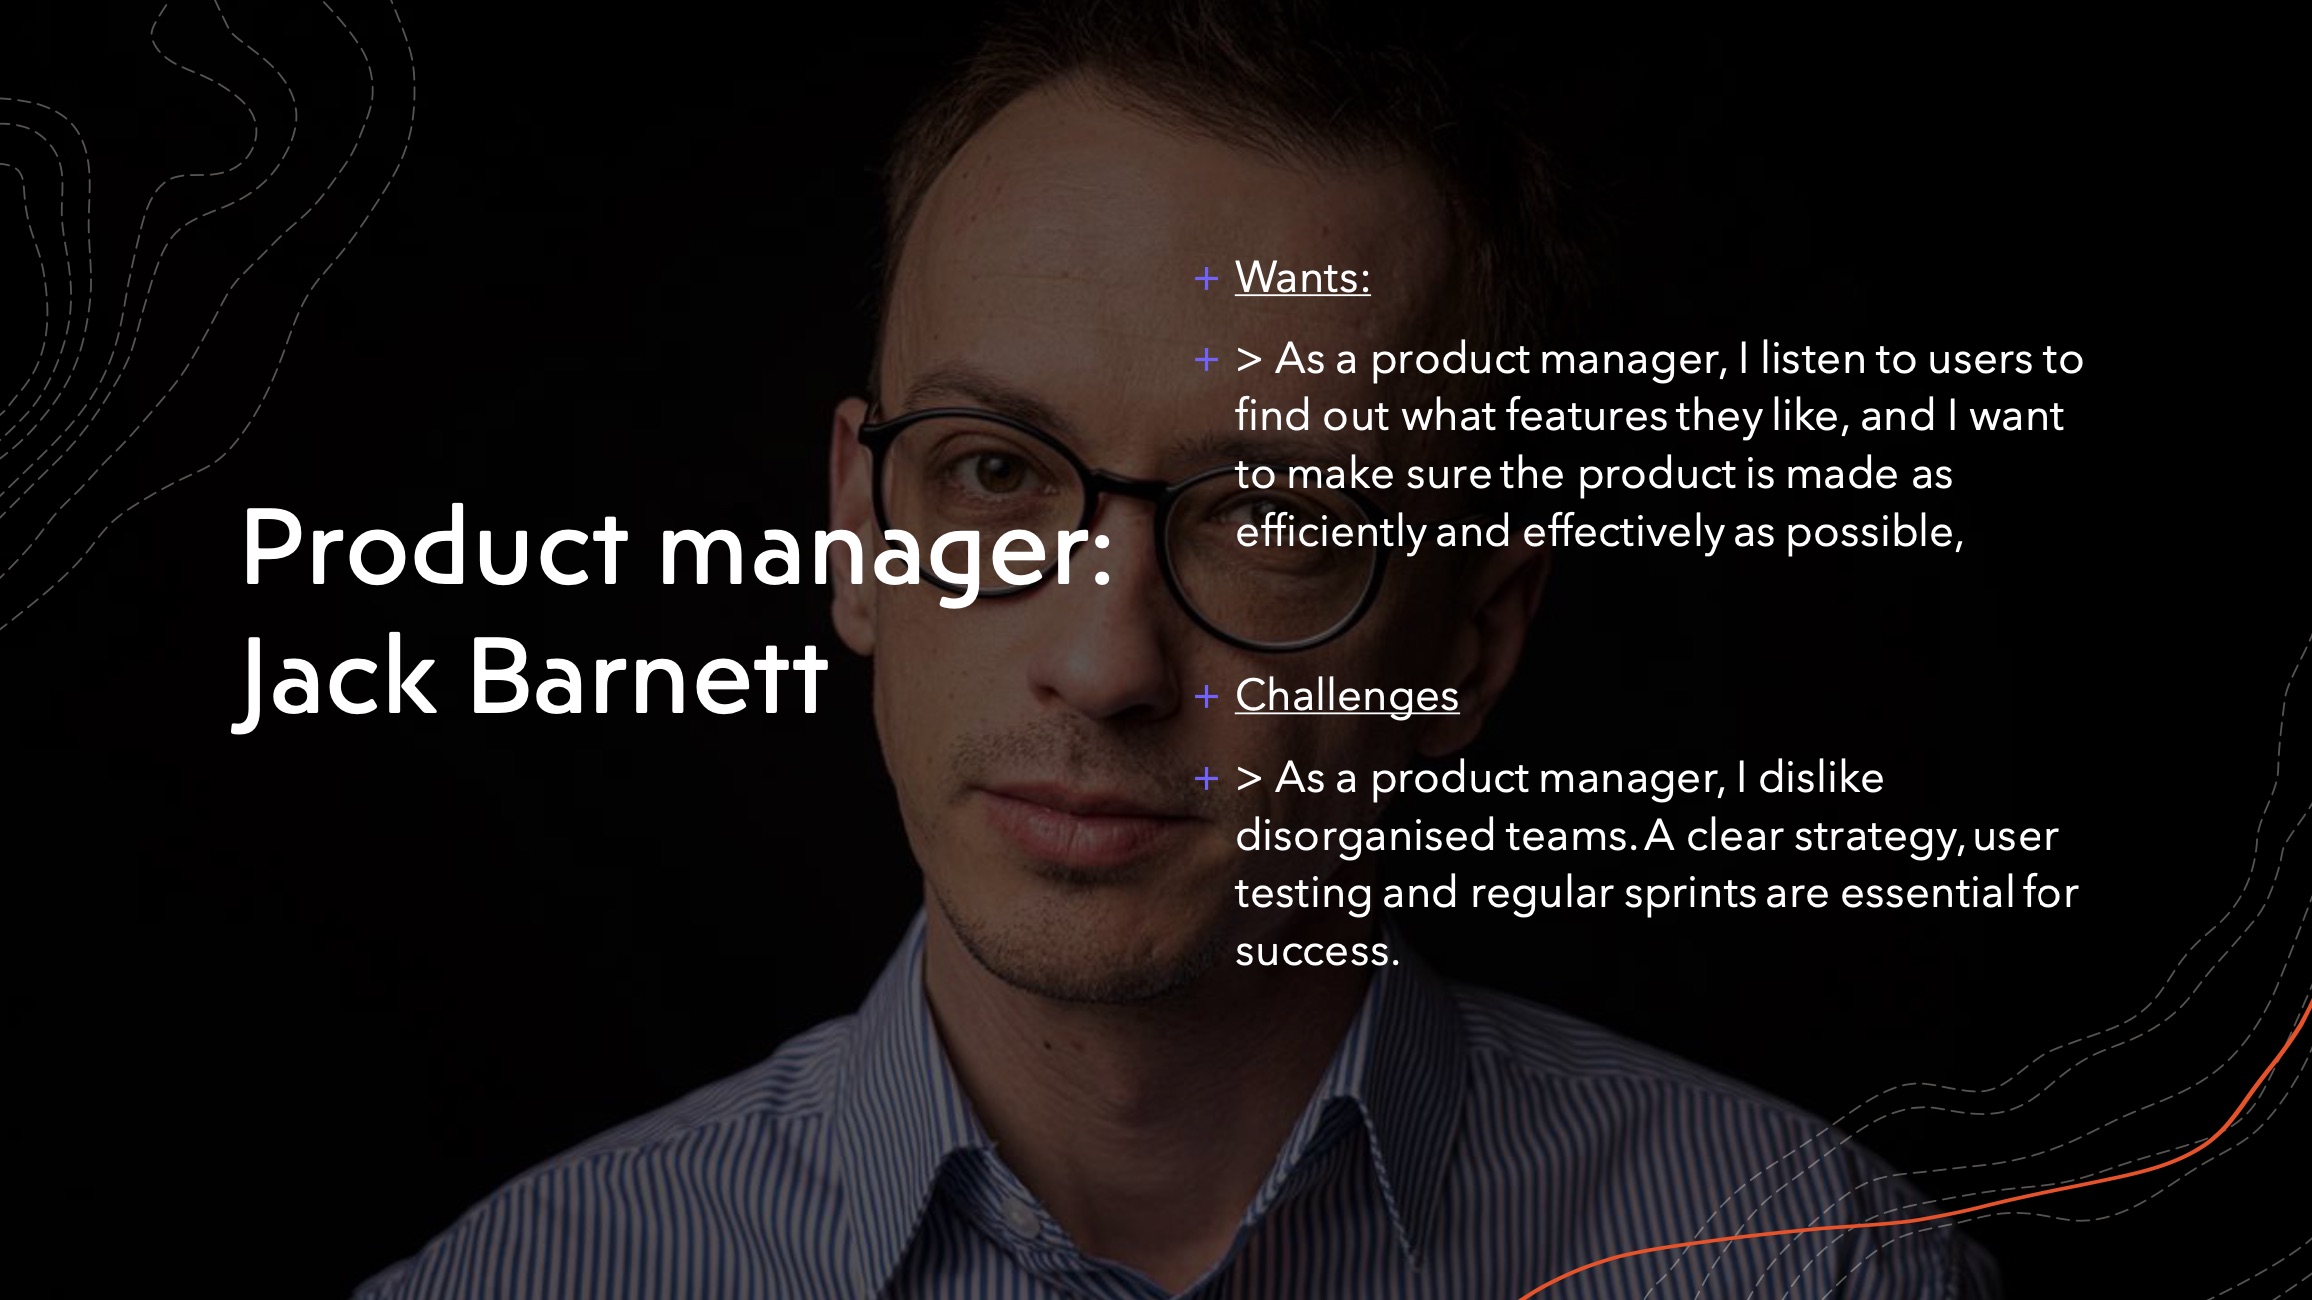 Product manager:
Jack Barnett
+ Wants:
+ > As a product manager, I listen to users to
find out what features they like, and I want
to make sure the product is made as
efficiently and effectively as possible,
+ Challenges
+ > As a product manager, I dislike
disorganised teams. A clear strategy, user
testing and regular sprints are essential for
success.